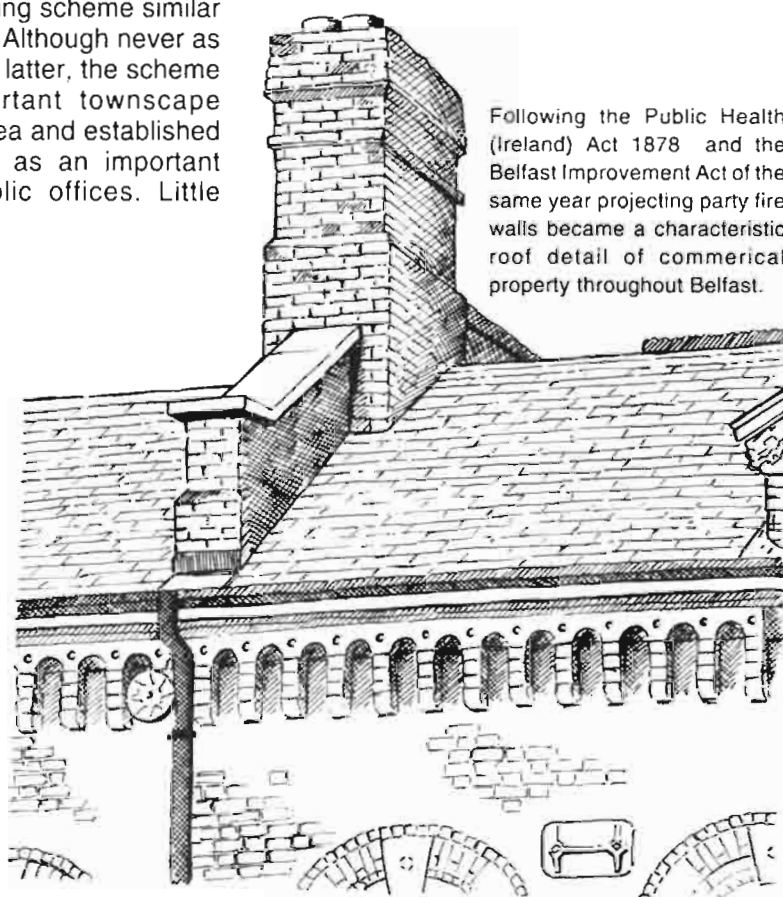 ing scheme similar
Although never as
latter, the scheme
rtant townscape
ea and established
as an important
lic offices. Little
Following the Public Health
(Ireland) Act 1878 and the
Belfast Improvement Act of the
same year projecting party fire
walls became a characteristic
roof detail of commerical
property throughout Belfast.